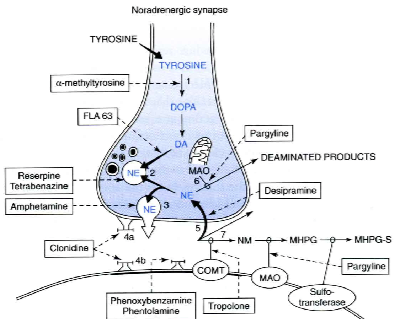 Noradrenergic synapse
TYROSINE
TYROSINE
α-methyltyrosine
1
DOPA
FLA 63
Pargyline
DA
MAO
DEAMINATED PRODUCTS
6
Reserpine
Tetrabenazine
NE
2
NE
Desipramine
Amphetamine
NE
3
5
7
4a
NM
MHPG
MHPG-S
Clonidine
4b
COMT
MAO
Pargyline
Phenoxybenzamine
Phentolamine
Tropolone
Sulfo-
transferase